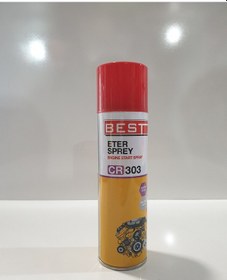 BEST
ETER
SPREY
ENGINE START SPRAY
CR 303